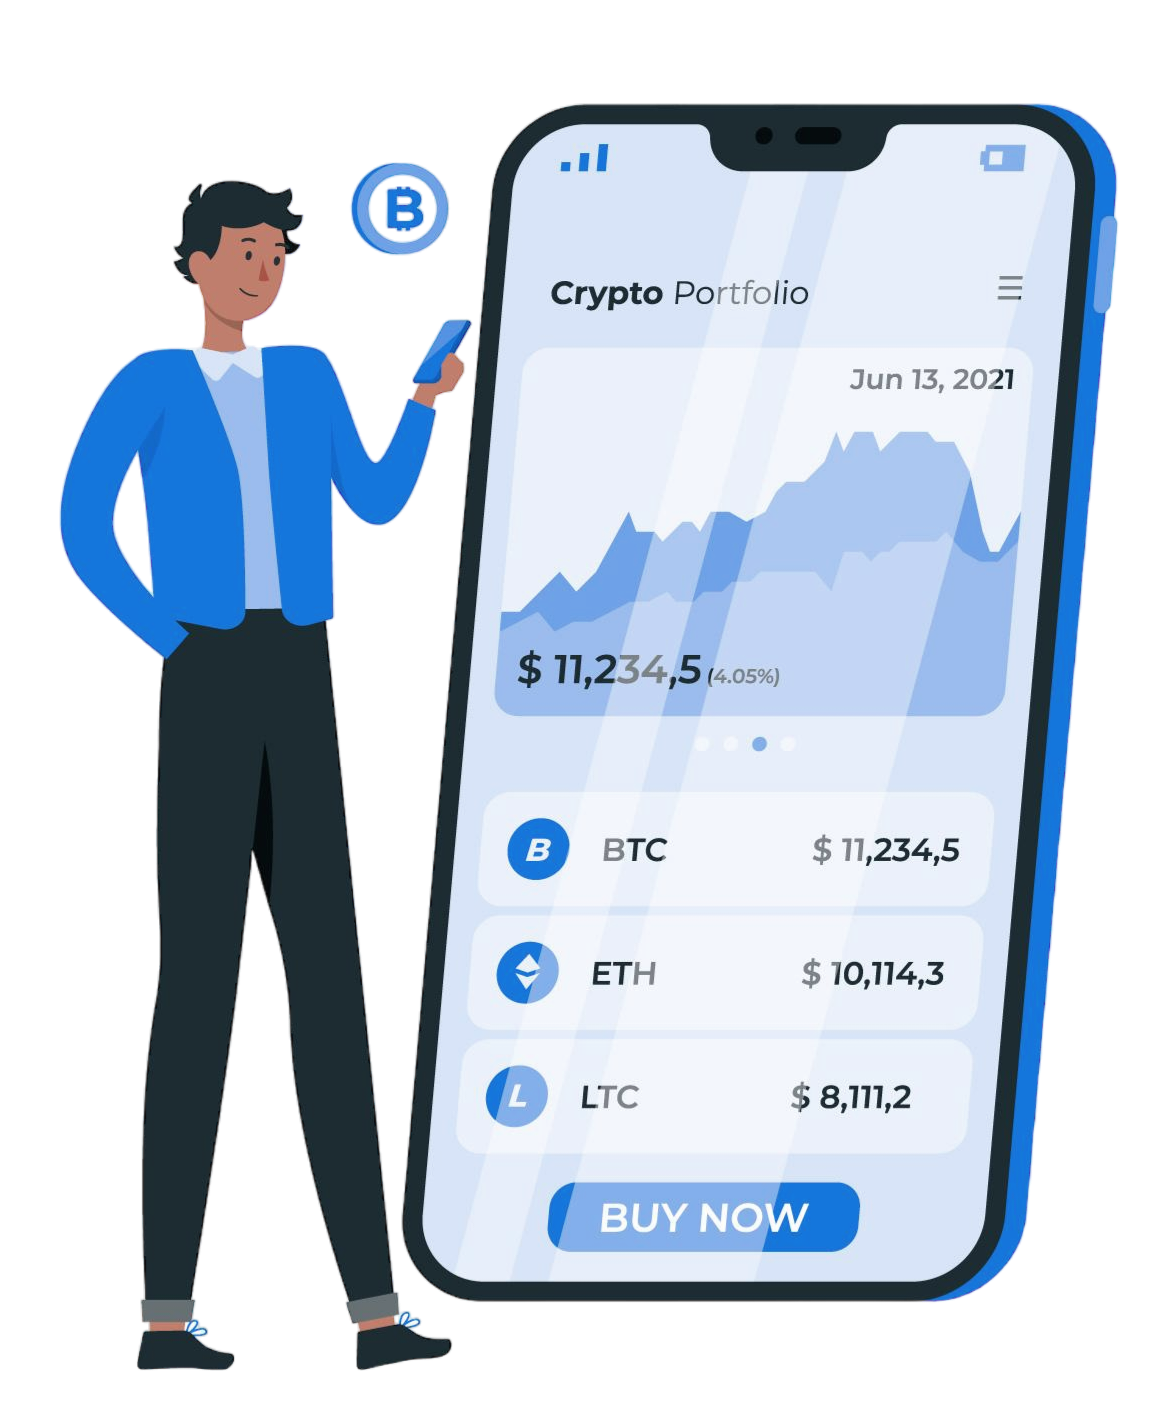 B
Crypto Portfolio
Jun 13, 2021
$ 11,234,5 (4.05%)
B BTC $ 11,234,5
ETH $ 10,114,3
L LTC $ 8,111,2
BUY NOW